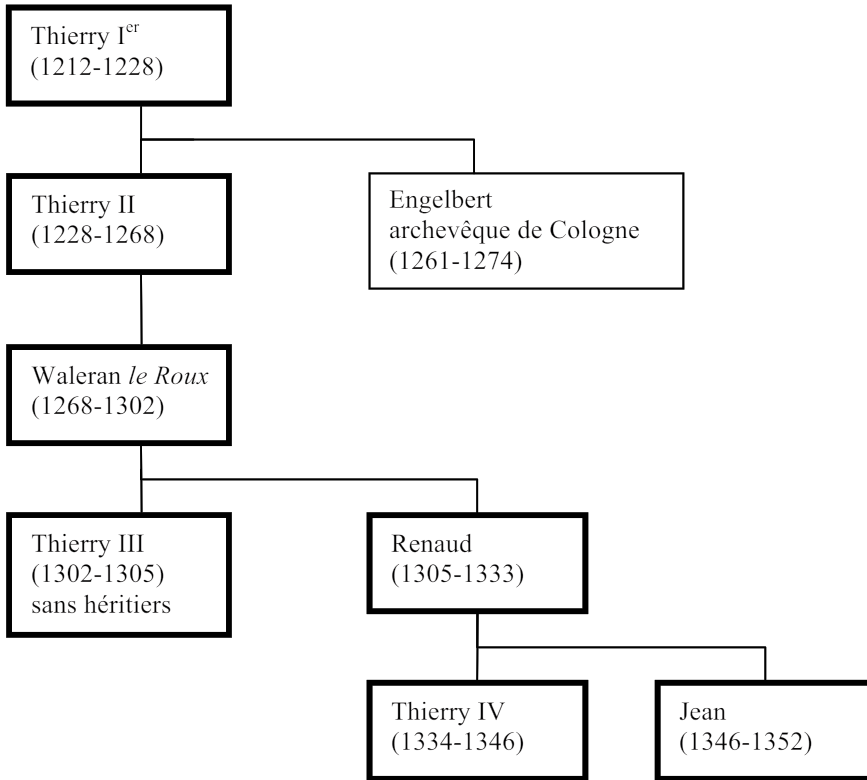 Thierry Ier
(1212-1228)
Thierry II
(1228-1268)
Engelbert
archevêque de Cologne
(1261-1274)
Waleran le Roux
(1268-1302)
Thierry III
(1302-1305)
sans héritiers
Renaud
(1305-1333)
Thierry IV
(1334-1346)
Jean
(1346-1352)